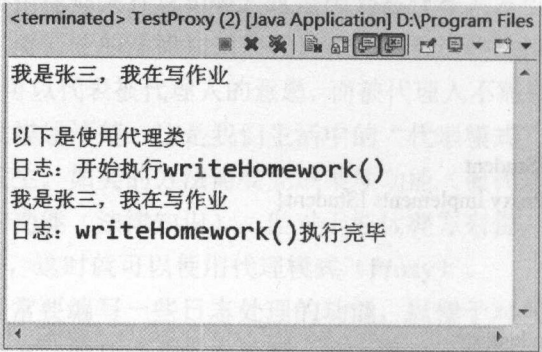 <terminated> TestProxy (2) [Java Application] D:\Program Files
我是张三，我在写作业
以下是使用代理类
日志：开始执行writeHomework()
我是张三，我在写作业
日志：writeHomework()执行完毕